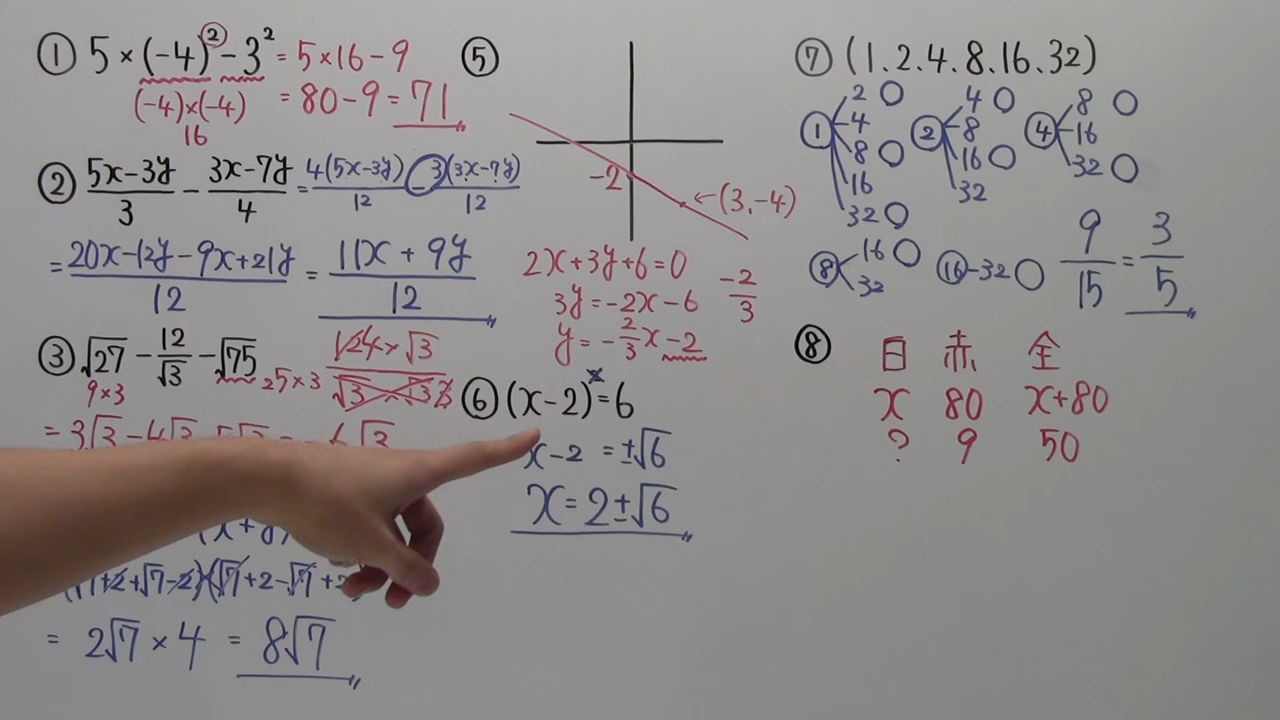 ① 5×(-4)²-3² = 5×16-9
(-4)×(-4) = 80-9 = 71
16
② (5x-3y)/3 - (3x-7y)/4 = 4(5x-3y)/12 - 3(3x-7y)/12
= (20x-12y-9x+21y)/12 = (11x+9y)/12
③ √27 - 12/√3 - √75
9×3
25×3
= 3√3-4√3
6√3
(x+y)
= 2√7×4 = 8√7
⑤
-2
←(3,-4)
2x+3y+6=0
3y=-2x-6
y=-2/3x-2
-2/3
⑥ (x-2)²=6
x-2 = ±√6
x=2±√6
⑦ (1.2.4.8.16.32)
① 2○ 4 8○ 16 32○
② 4○ 8 16○ 32
④ 8○ 16 32○
⑧ 16○ 32
⑯-32○
9/15 = 3/5
⑧ 白 赤 全
x 80 x+80
? 9 50